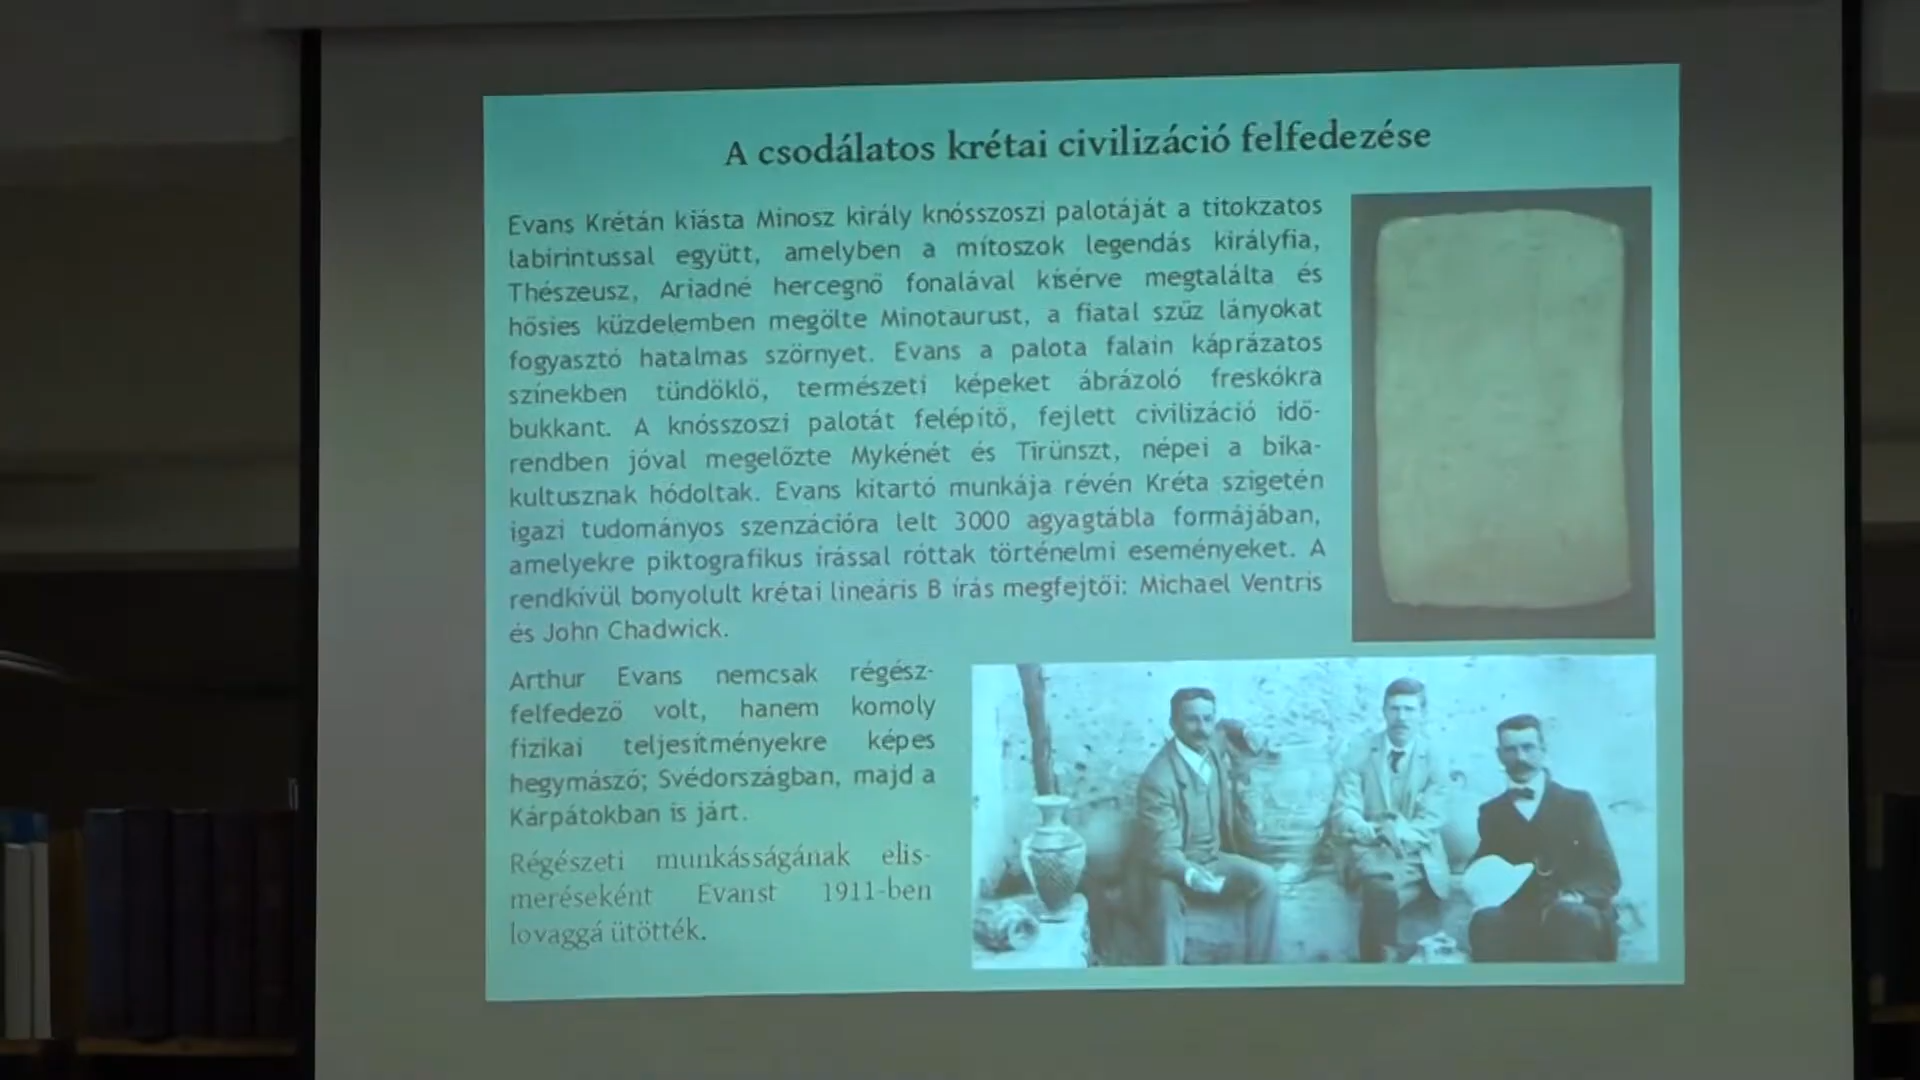 A csodálatos krétai civilizáció felfedezése
Evans Krétán kiásta Minosz király knósszoszi palotáját a titokzatos
labirintussal együtt, amelyben a mítoszok legendás királyfia,
Thészeusz, Ariadné hercegnő fonalával kísérve megtalálta és
hősies küzdelemben megölte Minotaurust, a fiatal szűz lányokat
fogyasztó hatalmas szörnyet. Evans a palota falain káprázatos
színekben tündöklő, természeti képeket ábrázoló freskókra
bukkant. A knósszoszi palotát felépítő, fejlett civilizáció idő-
rendben jóval megelőzte Mykénét és Tirünszt, népei a bika-
kultusznak hódoltak. Evans kitartó munkája révén Kréta szigetén
igazi tudományos szenzációra lelt 3000 agyagtábla formájában,
amelyekre piktografikus írással róttak történelmi eseményeket. A
rendkívül bonyolult krétai lineáris B írás megfejtői: Michael Ventris
és John Chadwick.
Arthur Evans nemcsak régész-
felfedező volt, hanem komoly
fizikai teljesítményekre képes
hegymászó; Svédországban, majd a
Kárpátokban is járt.
Régészeti munkásságának elis-
meréseként Evanst 1911-ben
lovaggá ütötték.